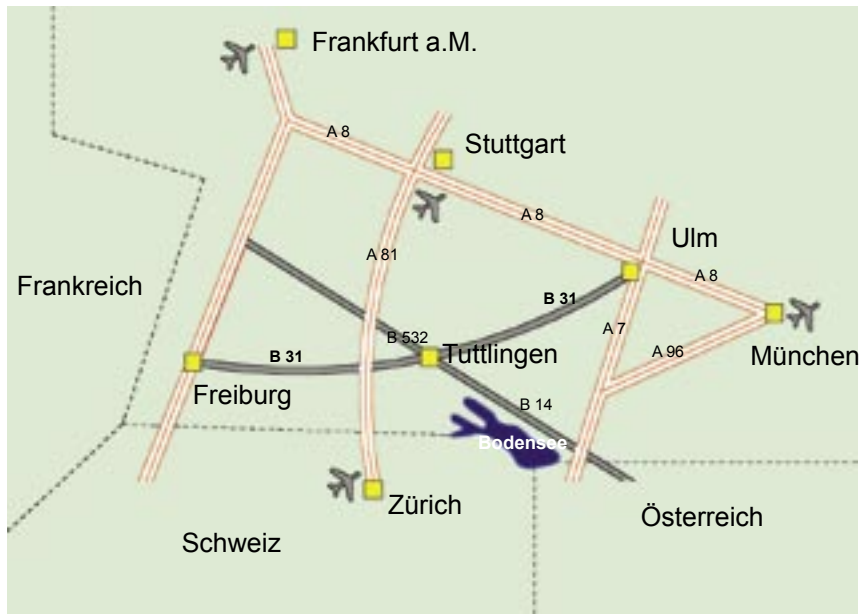 Frankfurt a.M.
A 8
Stuttgart
A 8
Ulm
A 81
A 8
Frankreich
B 31
A 7
B 532
B 31
Tuttlingen
A 96
München
Freiburg
B 14
Bodensee
Zürich
Österreich
Schweiz